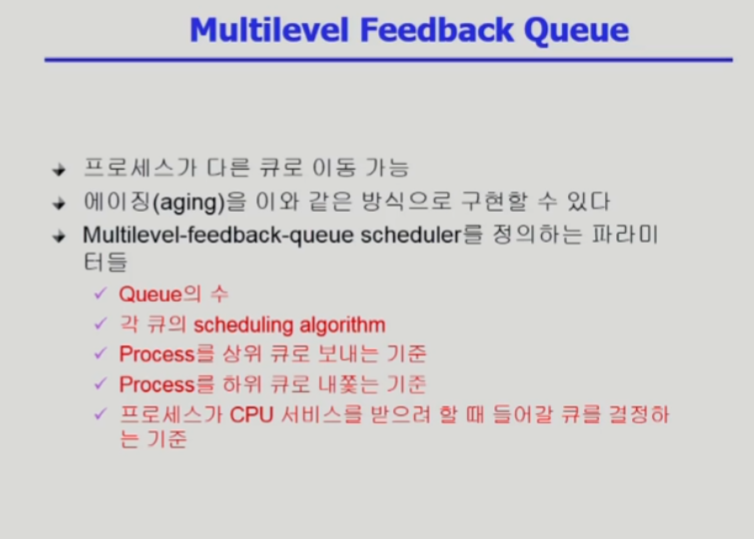 Multilevel Feedback Queue
프로세스가 다른 큐로 이동 가능
에이징(aging)을 이와 같은 방식으로 구현할 수 있다
Multilevel-feedback-queue scheduler를 정의하는 파라미
터들
Queue의 수
각 큐의 scheduling algorithm
Process를 상위 큐로 보내는 기준
Process를 하위 큐로 내쫓는 기준
프로세스가 CPU 서비스를 받으려 할 때 들어갈 큐를 결정하
는 기준